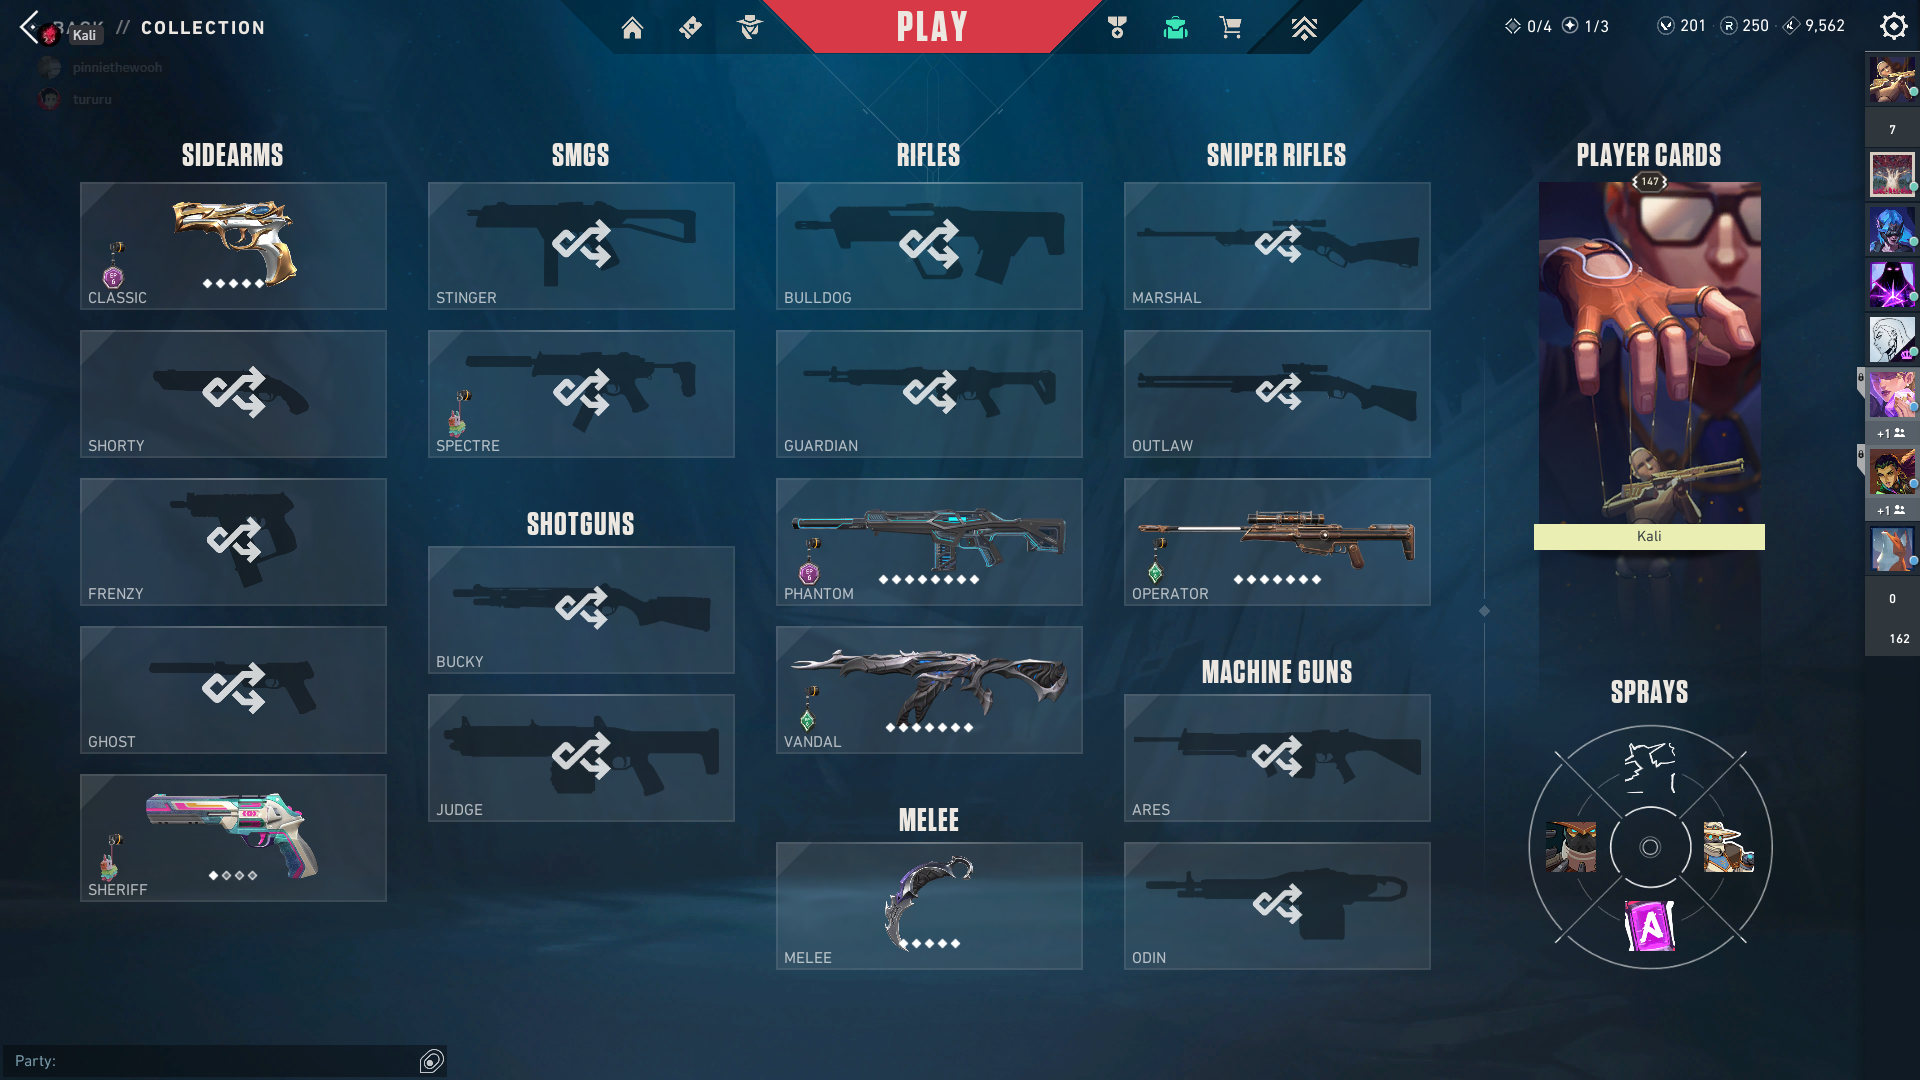 BACK // COLLECTION
Kali
pinniethewooh
tururu
PLAY
0/4
1/3
201
250
9,562
SIDEARMS
CLASSIC
SHORTY
FRENZY
GHOST
SHERIFF
SMGS
STINGER
SPECTRE
SHOTGUNS
BUCKY
JUDGE
RIFLES
BULLDOG
GUARDIAN
PHANTOM
VANDAL
MELEE
MELEE
SNIPER RIFLES
MARSHAL
OUTLAW
OPERATOR
MACHINE GUNS
ARES
ODIN
PLAYER CARDS
147
Kali
SPRAYS
A
7
+1
+1
0
162
Party: